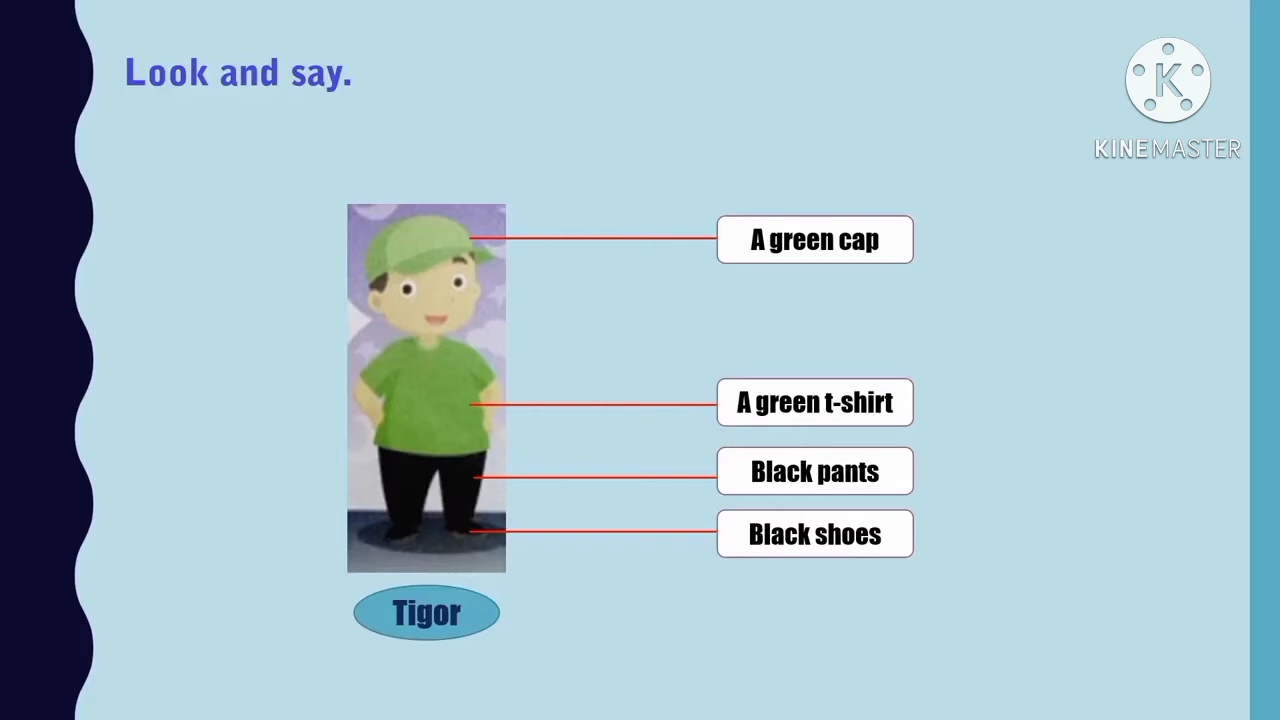 Look and say.
KINEMASTER
A green cap
A green t-shirt
Black pants
Black shoes
Tigor